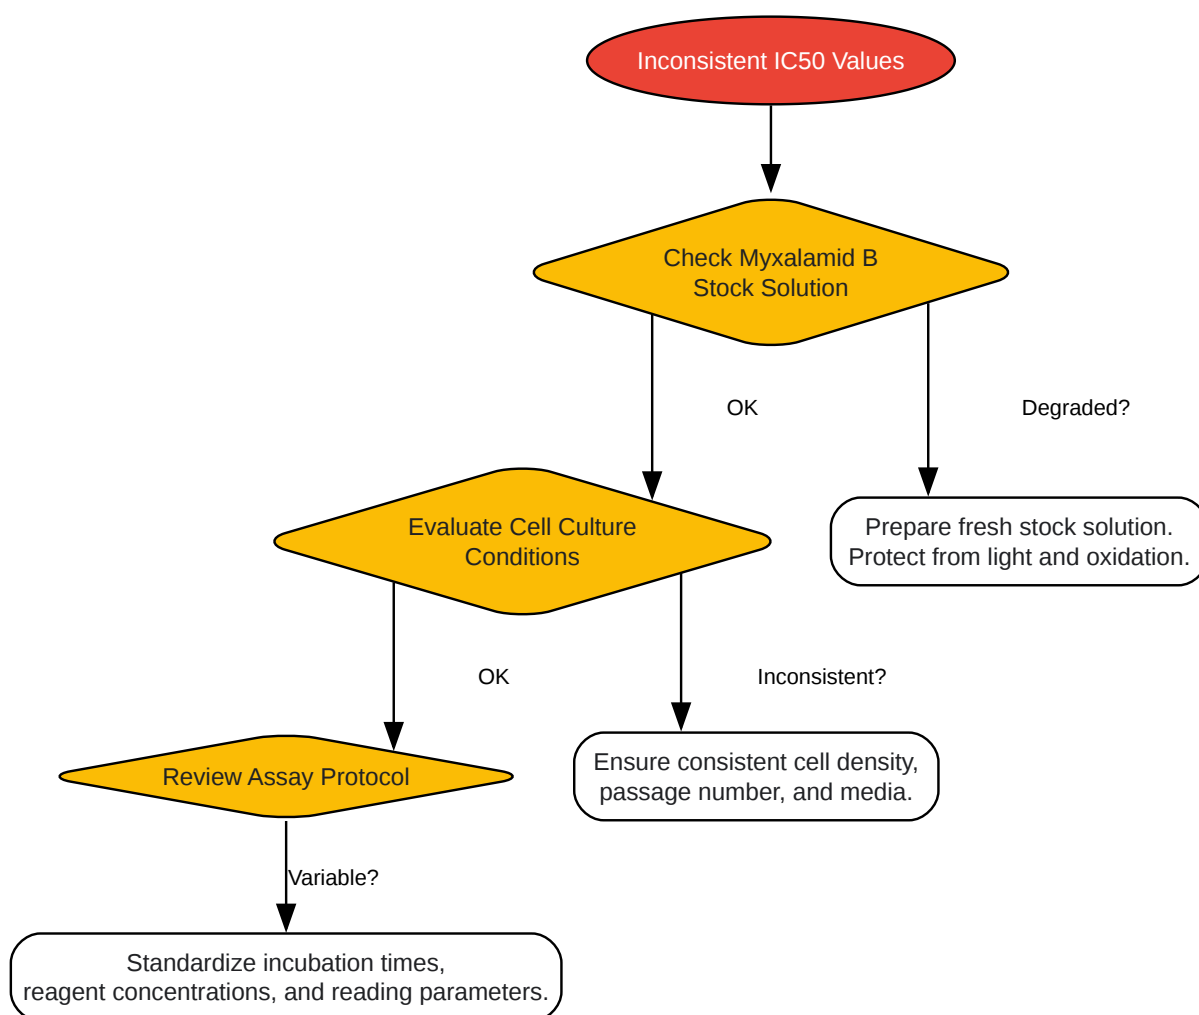 Inconsistent IC50 Values
Check Myxalamid B
Stock Solution
OK
Degraded?
Evaluate Cell Culture
Conditions
Prepare fresh stock solution.
Protect from light and oxidation.
OK
Inconsistent?
Review Assay Protocol
Ensure consistent cell density,
passage number, and media.
Variable?
Standardize incubation times,
reagent concentrations, and reading parameters.